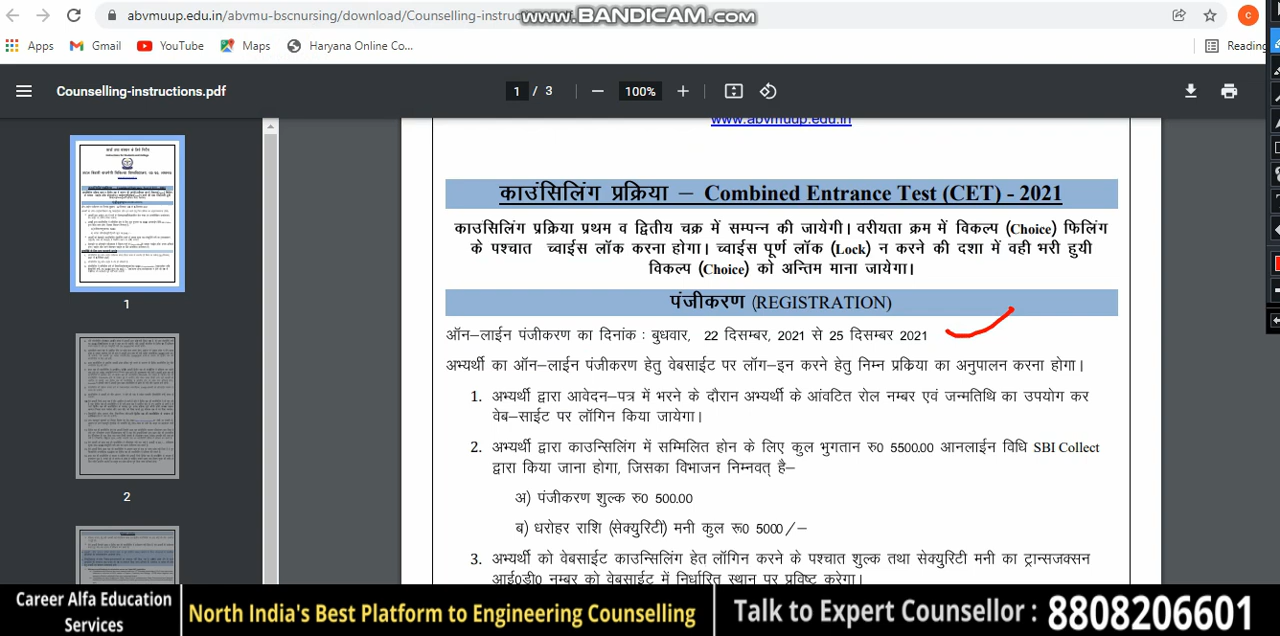 abvmuup.edu.in/abvmu-bscnursing/download/Counselling-instruc
www.BANDICAM.com
C
Apps
Gmail
YouTube
Maps
Haryana Online Co...
Reading
Counselling-instructions.pdf
1 / 3
100%
www.abvmuup.edu.in
काउंसिलिंग प्रक्रिया – Combined Entrance Test (CET) - 2021
काउसिलिंग प्रक्रिया प्रथम व द्वितीय चक्र में सम्पन्न की जायेगी। वरीयता क्रम में विकल्प (Choice) फिलिंग
के पश्चात च्वाइंस लॉक करना होगा। च्वाइंस पूर्ण लॉक (Lock) न करने की दशा में वही भरी हुयी
विकल्प (Choice) को अन्तिम माना जायेगा।
पंजीकरण (REGISTRATION)
ऑन–लाईन पंजीकरण का दिनांक : बुधवार, 22 दिसम्बर, 2021 से 25 दिसम्बर 2021
अभ्यर्थी का ऑन–लाईन पंजीकरण हेतु वेबसाईट पर लॉग–इन करने हेतु निम्न प्रकिया का अनुपालन करना होगा।
1. अभ्यर्थी द्वारा आवदन–पत्र में भरने के दौरान अभ्यर्थी के आवंटित रोल नम्बर एवं जन्मतिथि का उपयोग कर
वेब–साईट पर लॉगिन किया जायेगा।
2. अभ्यर्थी द्वारा काउन्सिलिंग में सम्मिलित होन के लिए कुल भुगतान रु0 5500.00 आनलाईन विधि SBI Collect
द्वारा किया जाना होगा, जिसका विभाजन निम्नवत् है–
अ) पंजीकरण शुल्क रु0 500.00
ब) धरोहर राशि (सेक्युरिटी) मनी कुल रू0 5000/–
3. अभ्यर्थी को वेबसाईट काउन्सिलिंग हेतु लॉगिन करने के पश्चात शुल्क तथा सेक्युरिटी मनी का ट्रान्सजक्सन
को वेबसाईट में निर्धारित स्थान पर प्रविष्ट करेगा।
1
2
Career Alfa Education
Services
North India's Best Platform to Engineering Counselling
Talk to Expert Counsellor : 8808206601